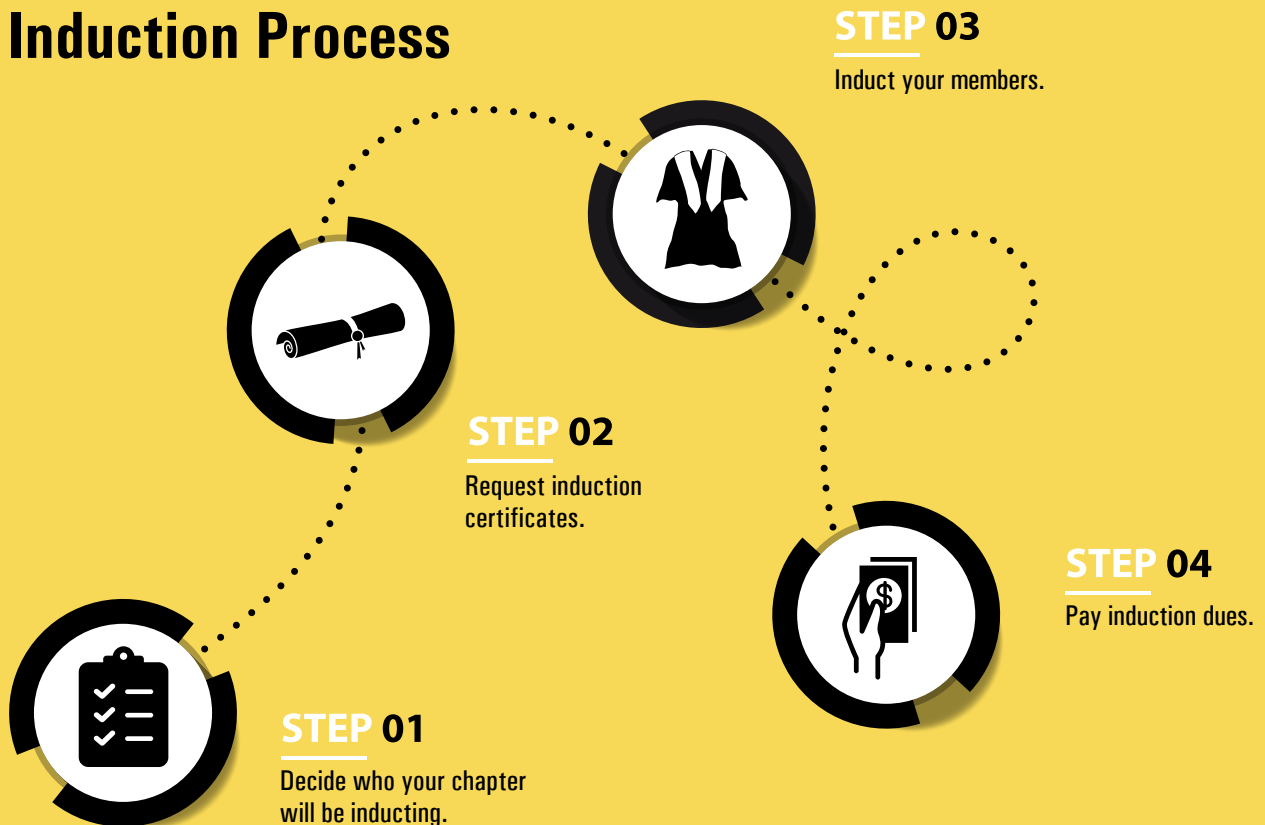 Induction Process
STEP 03
Induct your members.
STEP 02
Request induction
certificates.
STEP 04
Pay induction dues.
STEP 01
Decide who your chapter
will be inducting.
$